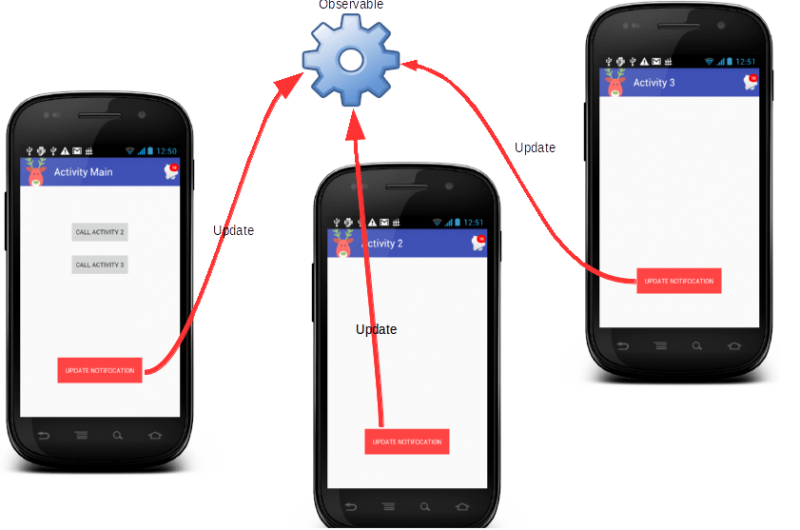 Observable
12:51
Activity 3
12:50
Activity Main
Update
CALL ACTIVITY 2
Update
12:51
Activity 2
CALL ACTIVITY 3
UPDATE NOTIFOCATION
Update
UPDATE NOTIFOCATION
UPDATE NOTIFOCATION